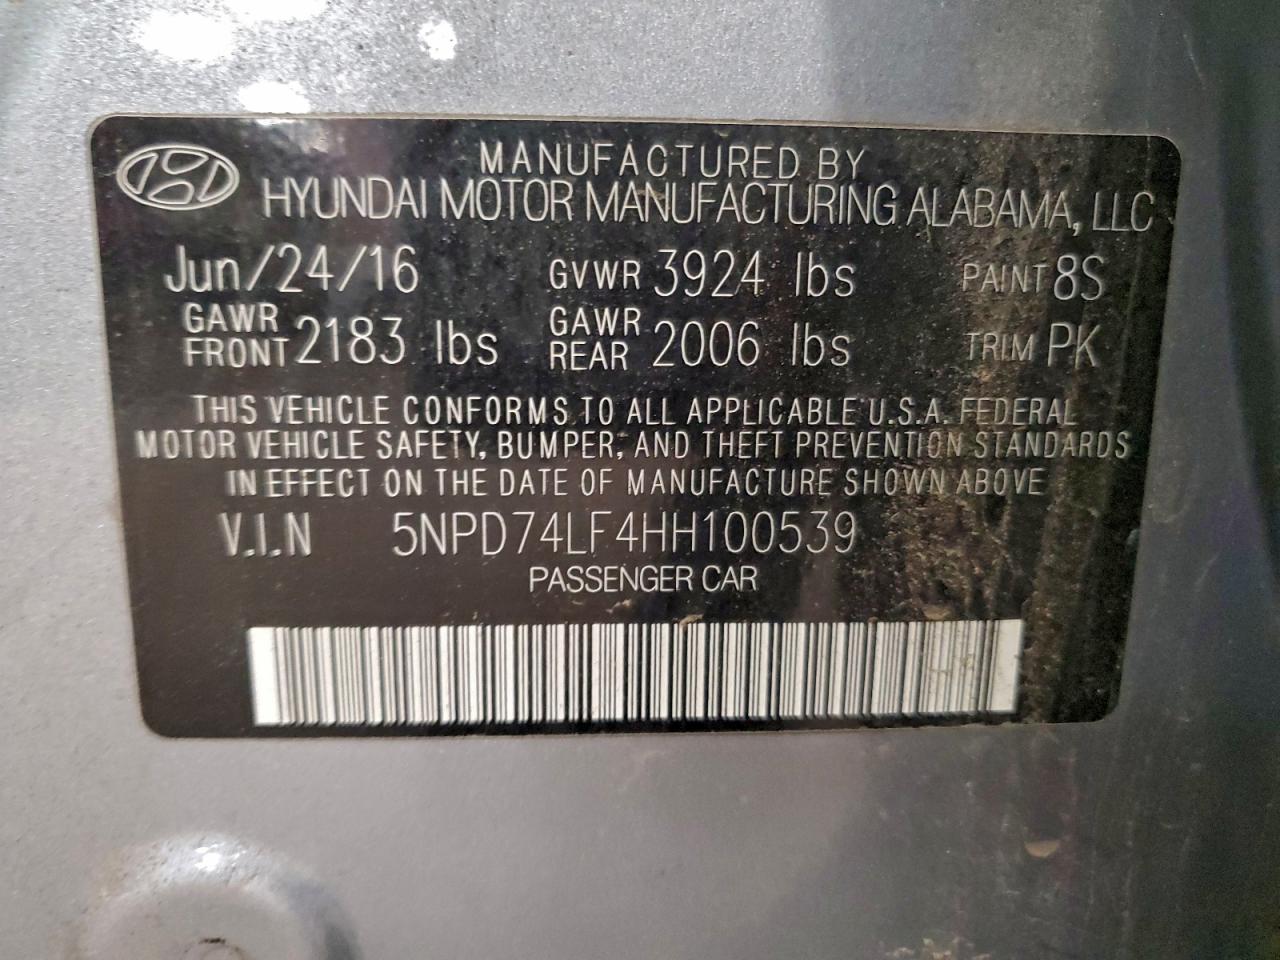 MANUFACTURED BY
HYUNDAI MOTOR MANUFACTURING ALABAMA, LLC
Jun/24/16 GVWR 3924 lbs PAINT 8S
GAWR FRONT 2183 lbs GAWR REAR 2006 lbs TRIM PK
THIS VEHICLE CONFORMS TO ALL APPLICABLE U.S.A. FEDERAL
MOTOR VEHICLE SAFETY, BUMPER, AND THEFT PREVENTION STANDARDS
IN EFFECT ON THE DATE OF MANUFACTURE SHOWN ABOVE
V.I.N 5NPD74LF4HH100539
PASSENGER CAR